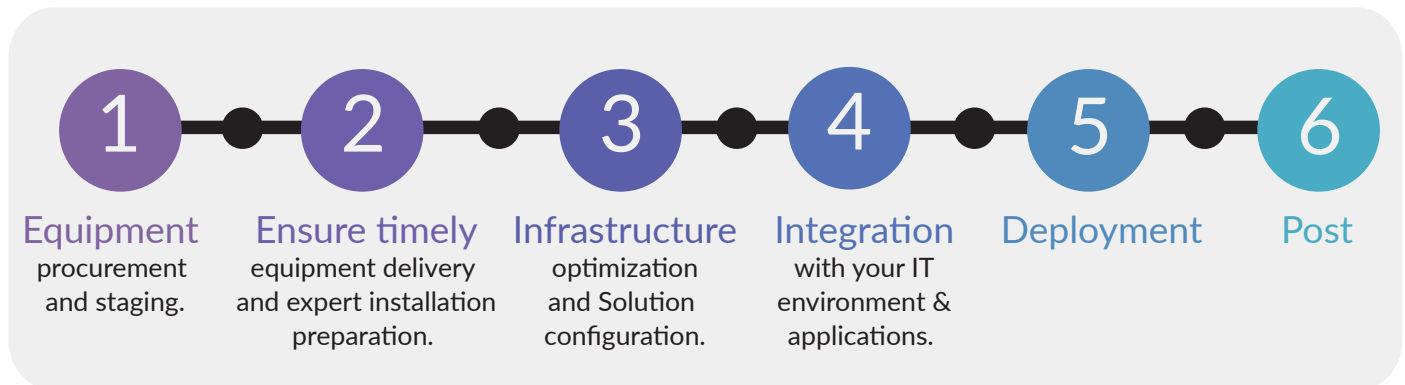 1
Equipment
procurement
and staging.
2
Ensure timely
equipment delivery
and expert installation
preparation.
3
Infrastructure
optimization
and Solution
configuration.
4
Integration
with your IT
environment &
applications.
5
Deployment
6
Post